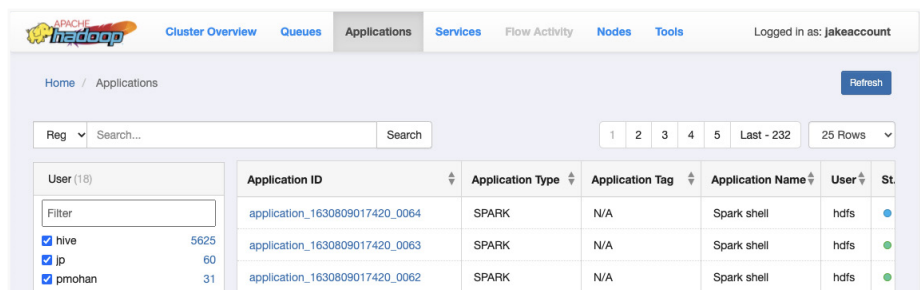 APACHE
hadoop
Cluster Overview Queues Applications Services Flow Activity Nodes Tools Logged in as: jakeaccount
Home / Applications Refresh
Reg Search... Search 1 2 3 4 5 Last - 232 25 Rows
User (18) Application ID Application Type Application Tag Application Name User St.
Filter
application_1630809017420_0064 SPARK N/A Spark shell hdfs
hive 5625
application_1630809017420_0063 SPARK N/A Spark shell hdfs
jp 60
pmohan 31 application_1630809017420_0062 SPARK N/A Spark shell hdfs